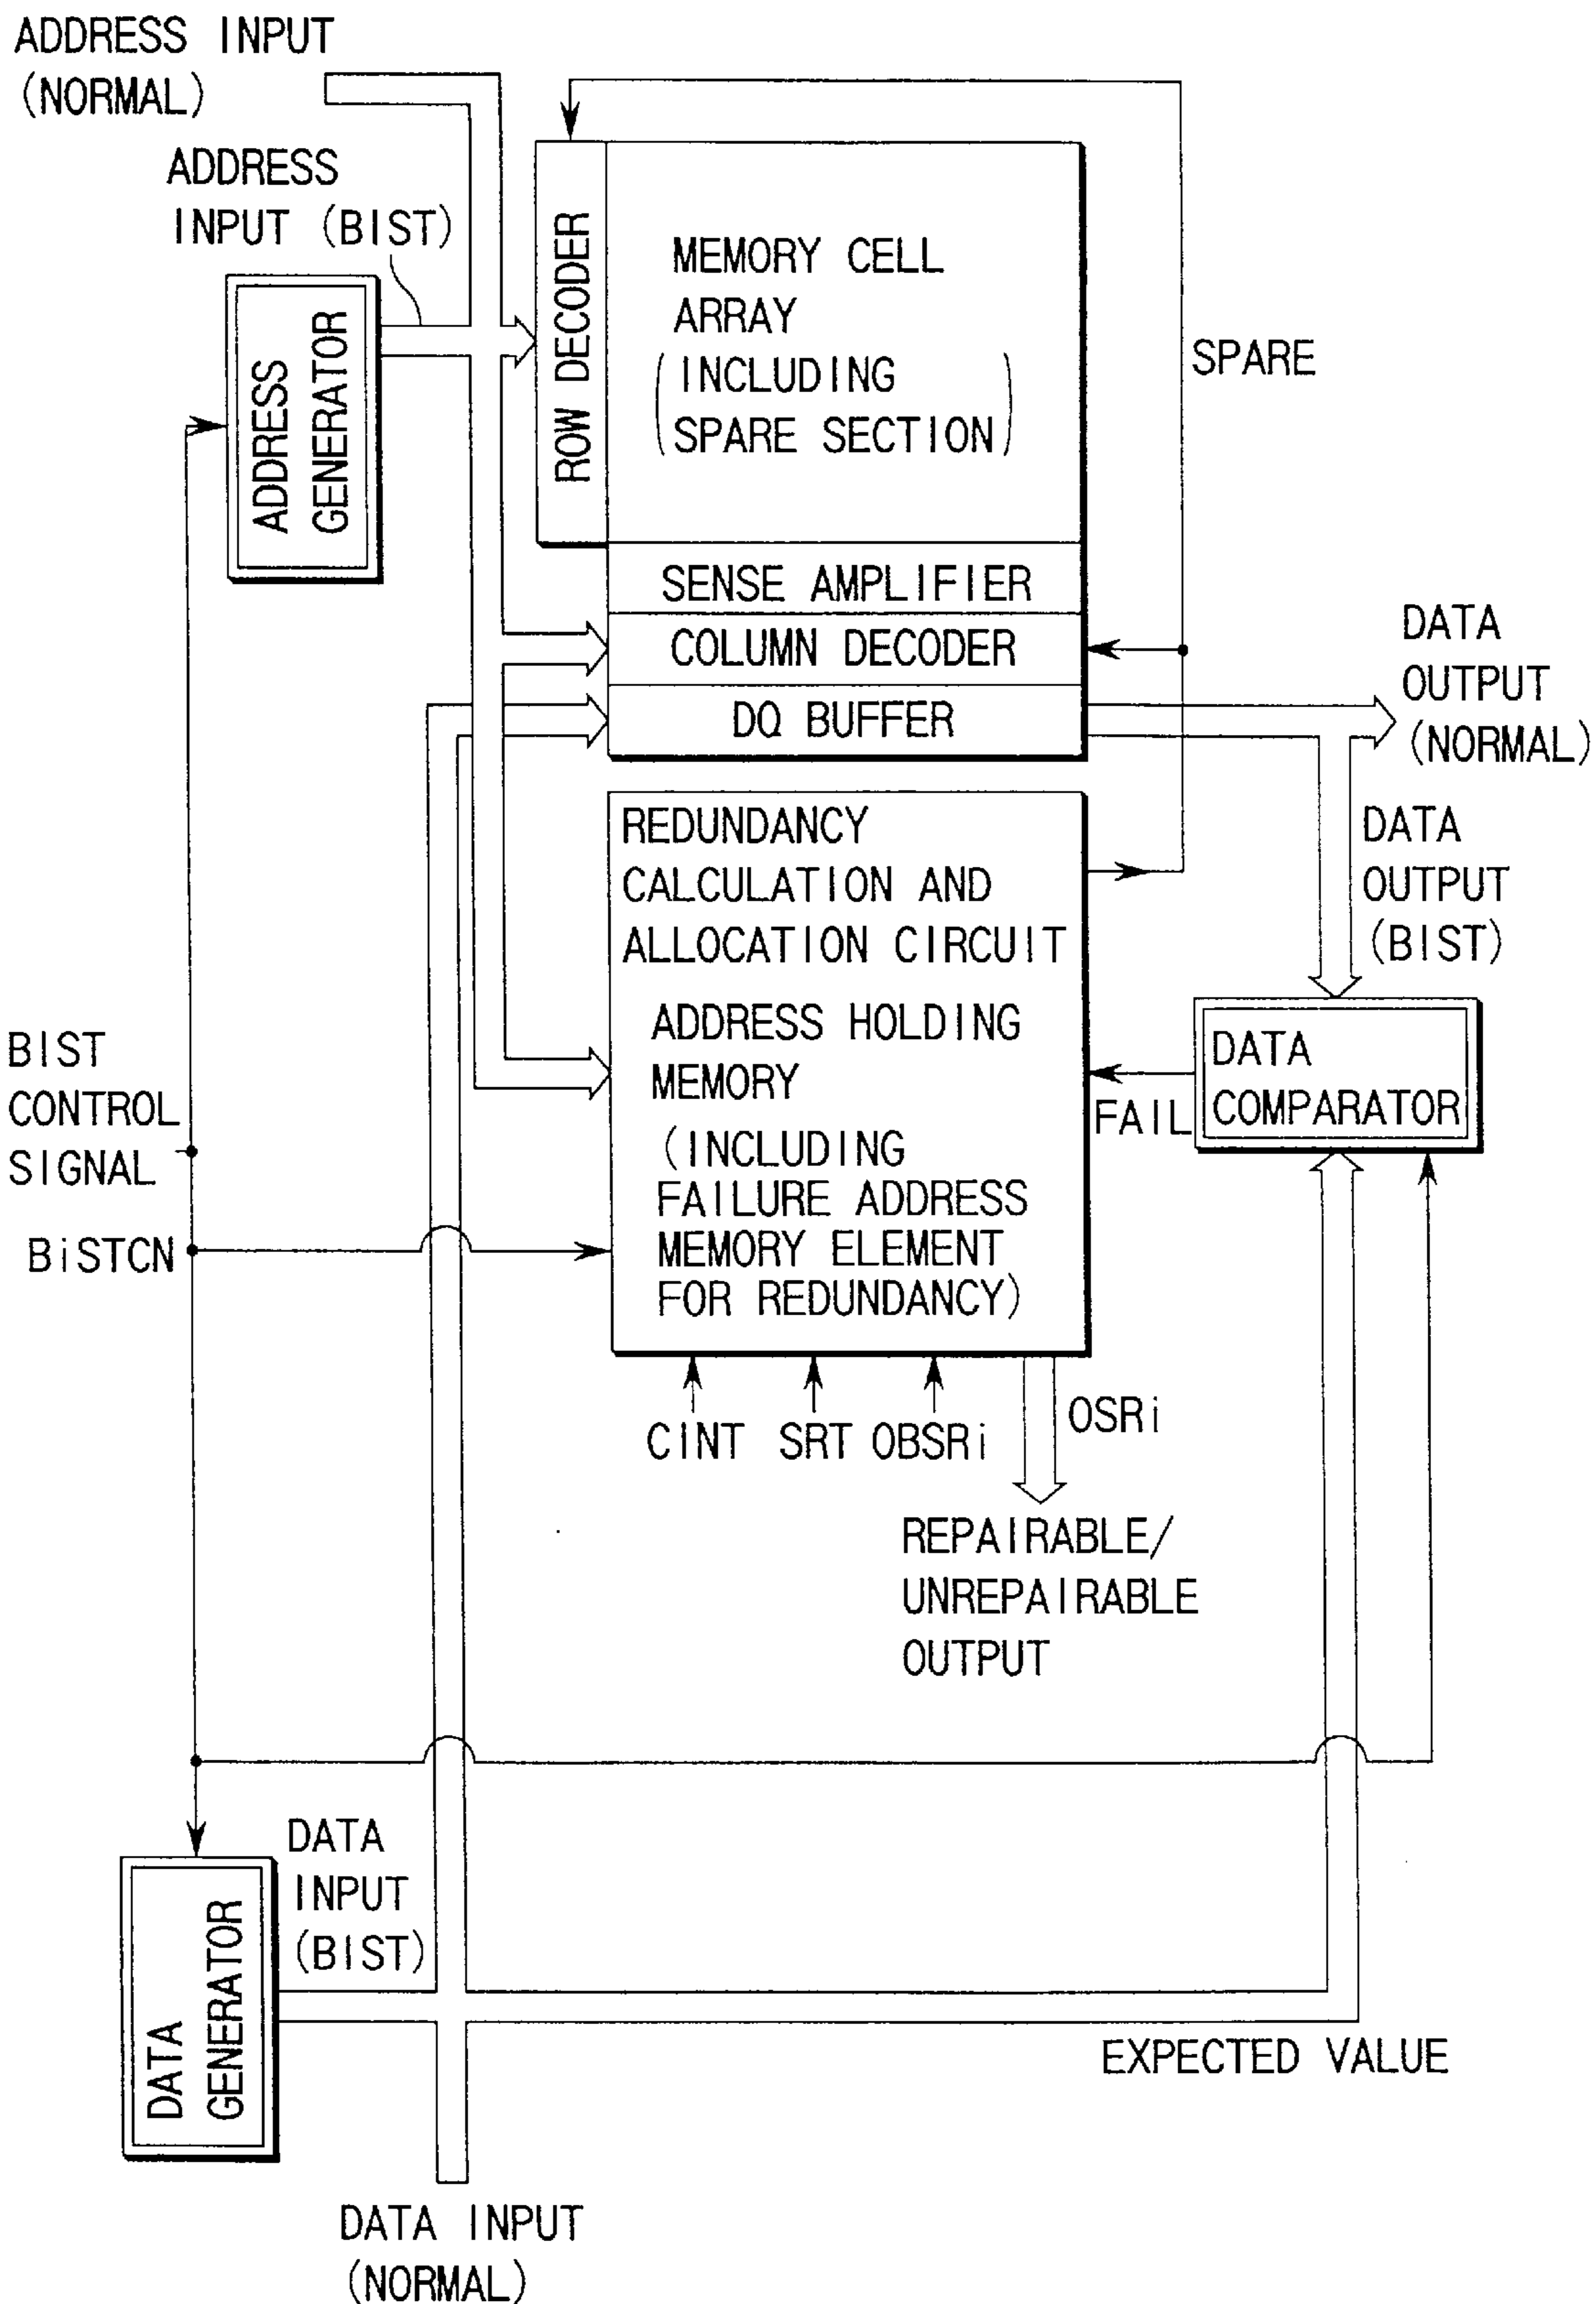 ADDRESS INPUT
(NORMAL)
ADDRESS
INPUT (BIST)
ADDRESS
GENERATOR
ROW DECODER
MEMORY CELL
ARRAY
(INCLUDING
SPARE SECTION)
SPARE
SENSE AMPLIFIER
COLUMN DECODER
DQ BUFFER
DATA
OUTPUT
(NORMAL)
DATA
OUTPUT
(BIST)
REDUNDANCY
CALCULATION AND
ALLOCATION CIRCUIT
ADDRESS HOLDING
MEMORY
(INCLUDING
FAILURE ADDRESS
MEMORY ELEMENT
FOR REDUNDANCY)
DATA
COMPARATOR
FAIL
BIST
CONTROL
SIGNAL
BiSTCN
CINT SRT OBSRi
OSRi
REPAIRABLE/
UNREPAIRABLE
OUTPUT
DATA
INPUT
(BIST)
DATA
GENERATOR
EXPECTED VALUE
DATA INPUT
(NORMAL)